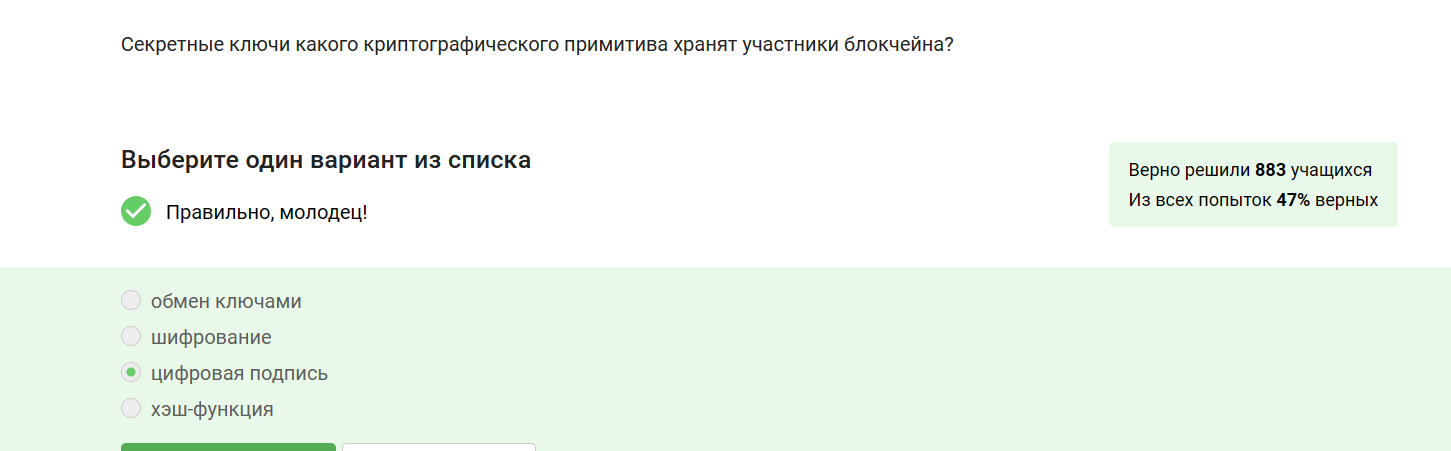 Секретные ключи какого криптографического примитива хранят участники блокчейна?
Выберите один вариант из списка
Правильно, молодец!
Верно решили 883 учащихся
Из всех попыток 47% верных
обмен ключами
шифрование
цифровая подпись
хэш-функция